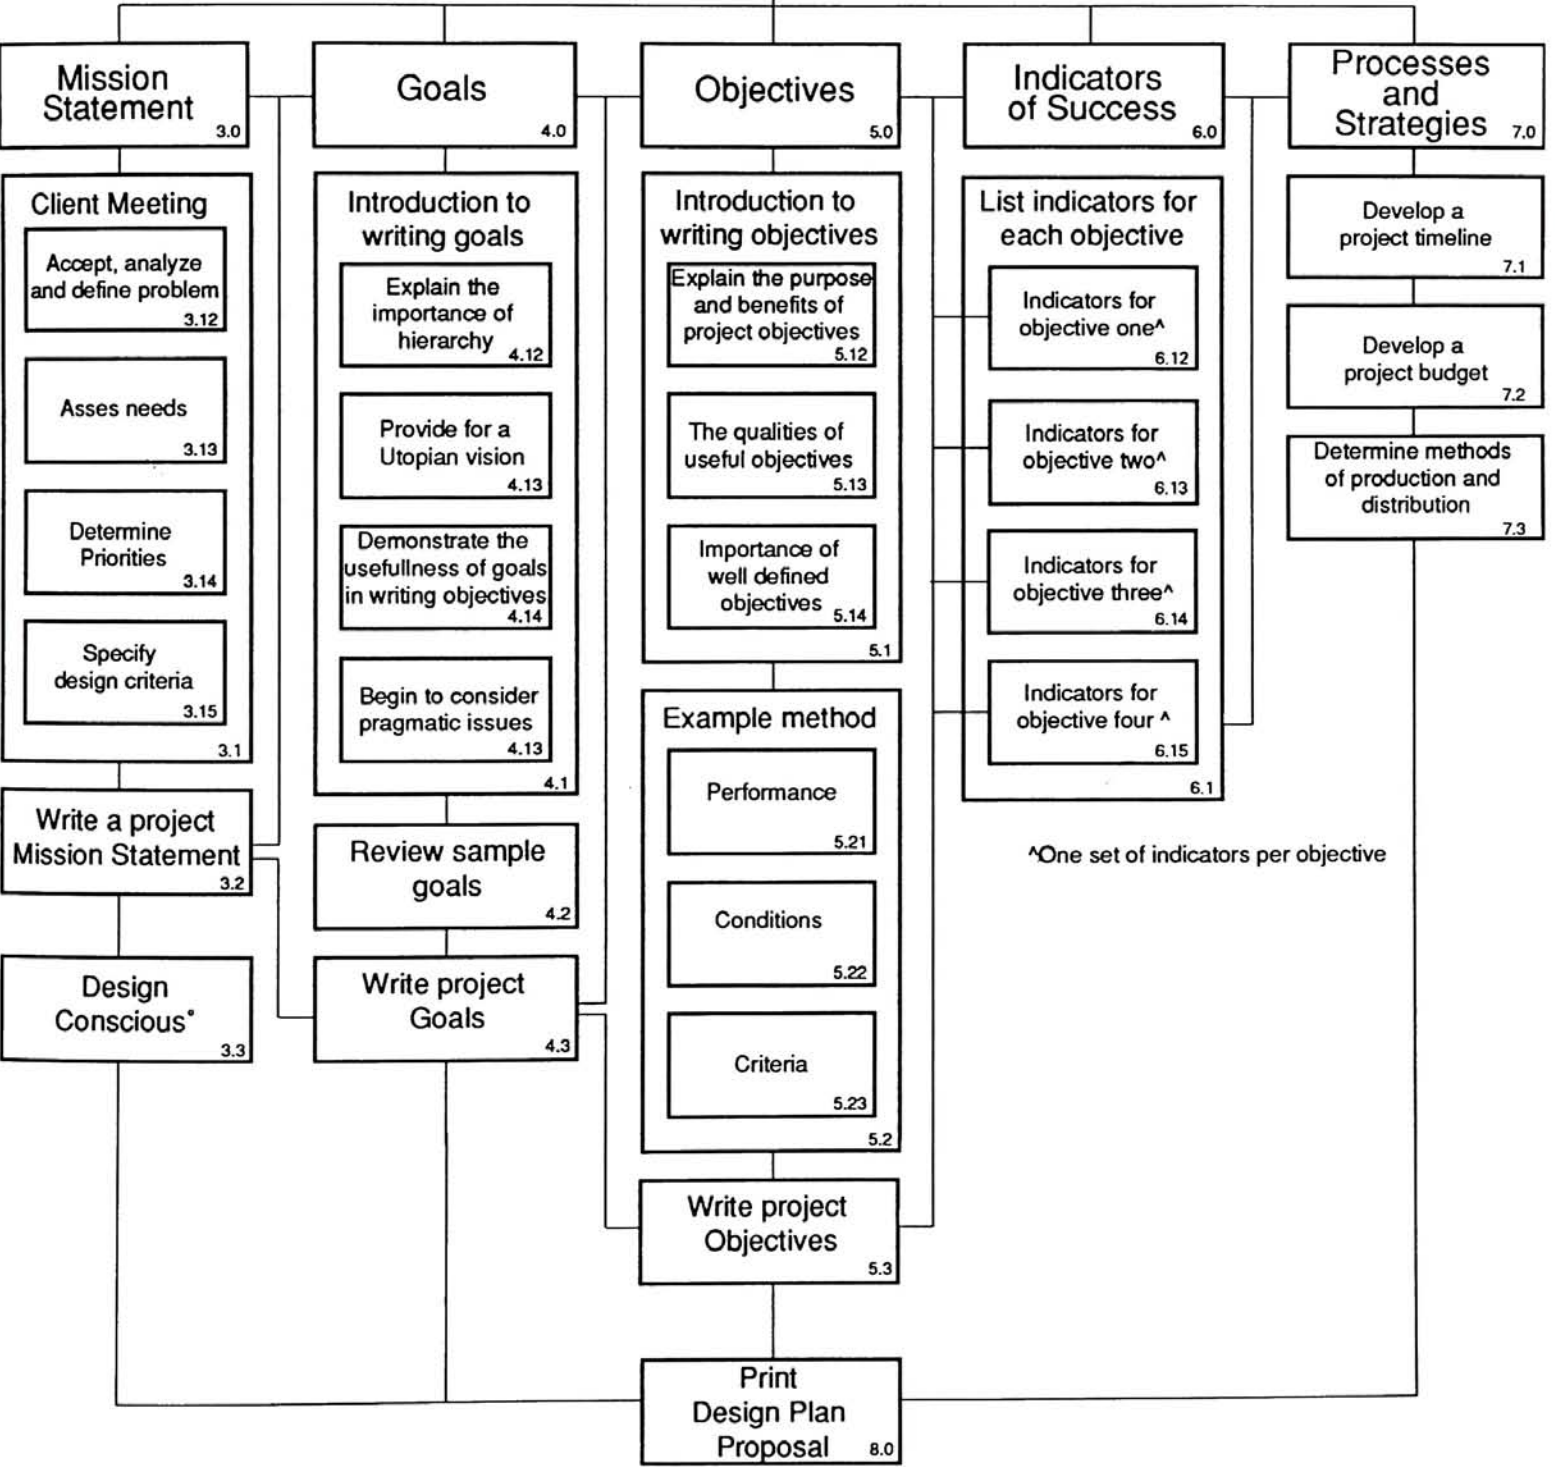 Mission
Statement
3.0
Goals
4.0
Objectives
5.0
Indicators
of Success
6.0
Processes
and
Strategies
7.0
Client Meeting
Accept, analyze
and define problem
3.12
Asses needs
3.13
Determine
Priorities
3.14
Specify
design criteria
3.15
3.1
Write a project
Mission Statement
3.2
Design
Conscious°
3.3
Introduction to
writing goals
Explain the
importance of
hierarchy
4.12
Provide for a
Utopian vision
4.13
Demonstrate the
usefullness of goals
in writing objectives
4.14
Begin to consider
pragmatic issues
4.13
4.1
Review sample
goals
4.2
Write project
Goals
4.3
Introduction to
writing objectives
Explain the purpose
and benefits of
project objectives
5.12
The qualities of
useful objectives
5.13
Importance of
well defined
objectives
5.14
5.1
Example method
Performance
5.21
Conditions
5.22
Criteria
5.23
5.2
Write project
Objectives
5.3
List indicators for
each objective
Indicators for
objective one^
6.12
Indicators for
objective two^
6.13
Indicators for
objective three^
6.14
Indicators for
objective four ^
6.15
6.1
^One set of indicators per objective
Develop a
project timeline
7.1
Develop a
project budget
7.2
Determine methods
of production and
distribution
7.3
Print
Design Plan
Proposal
8.0